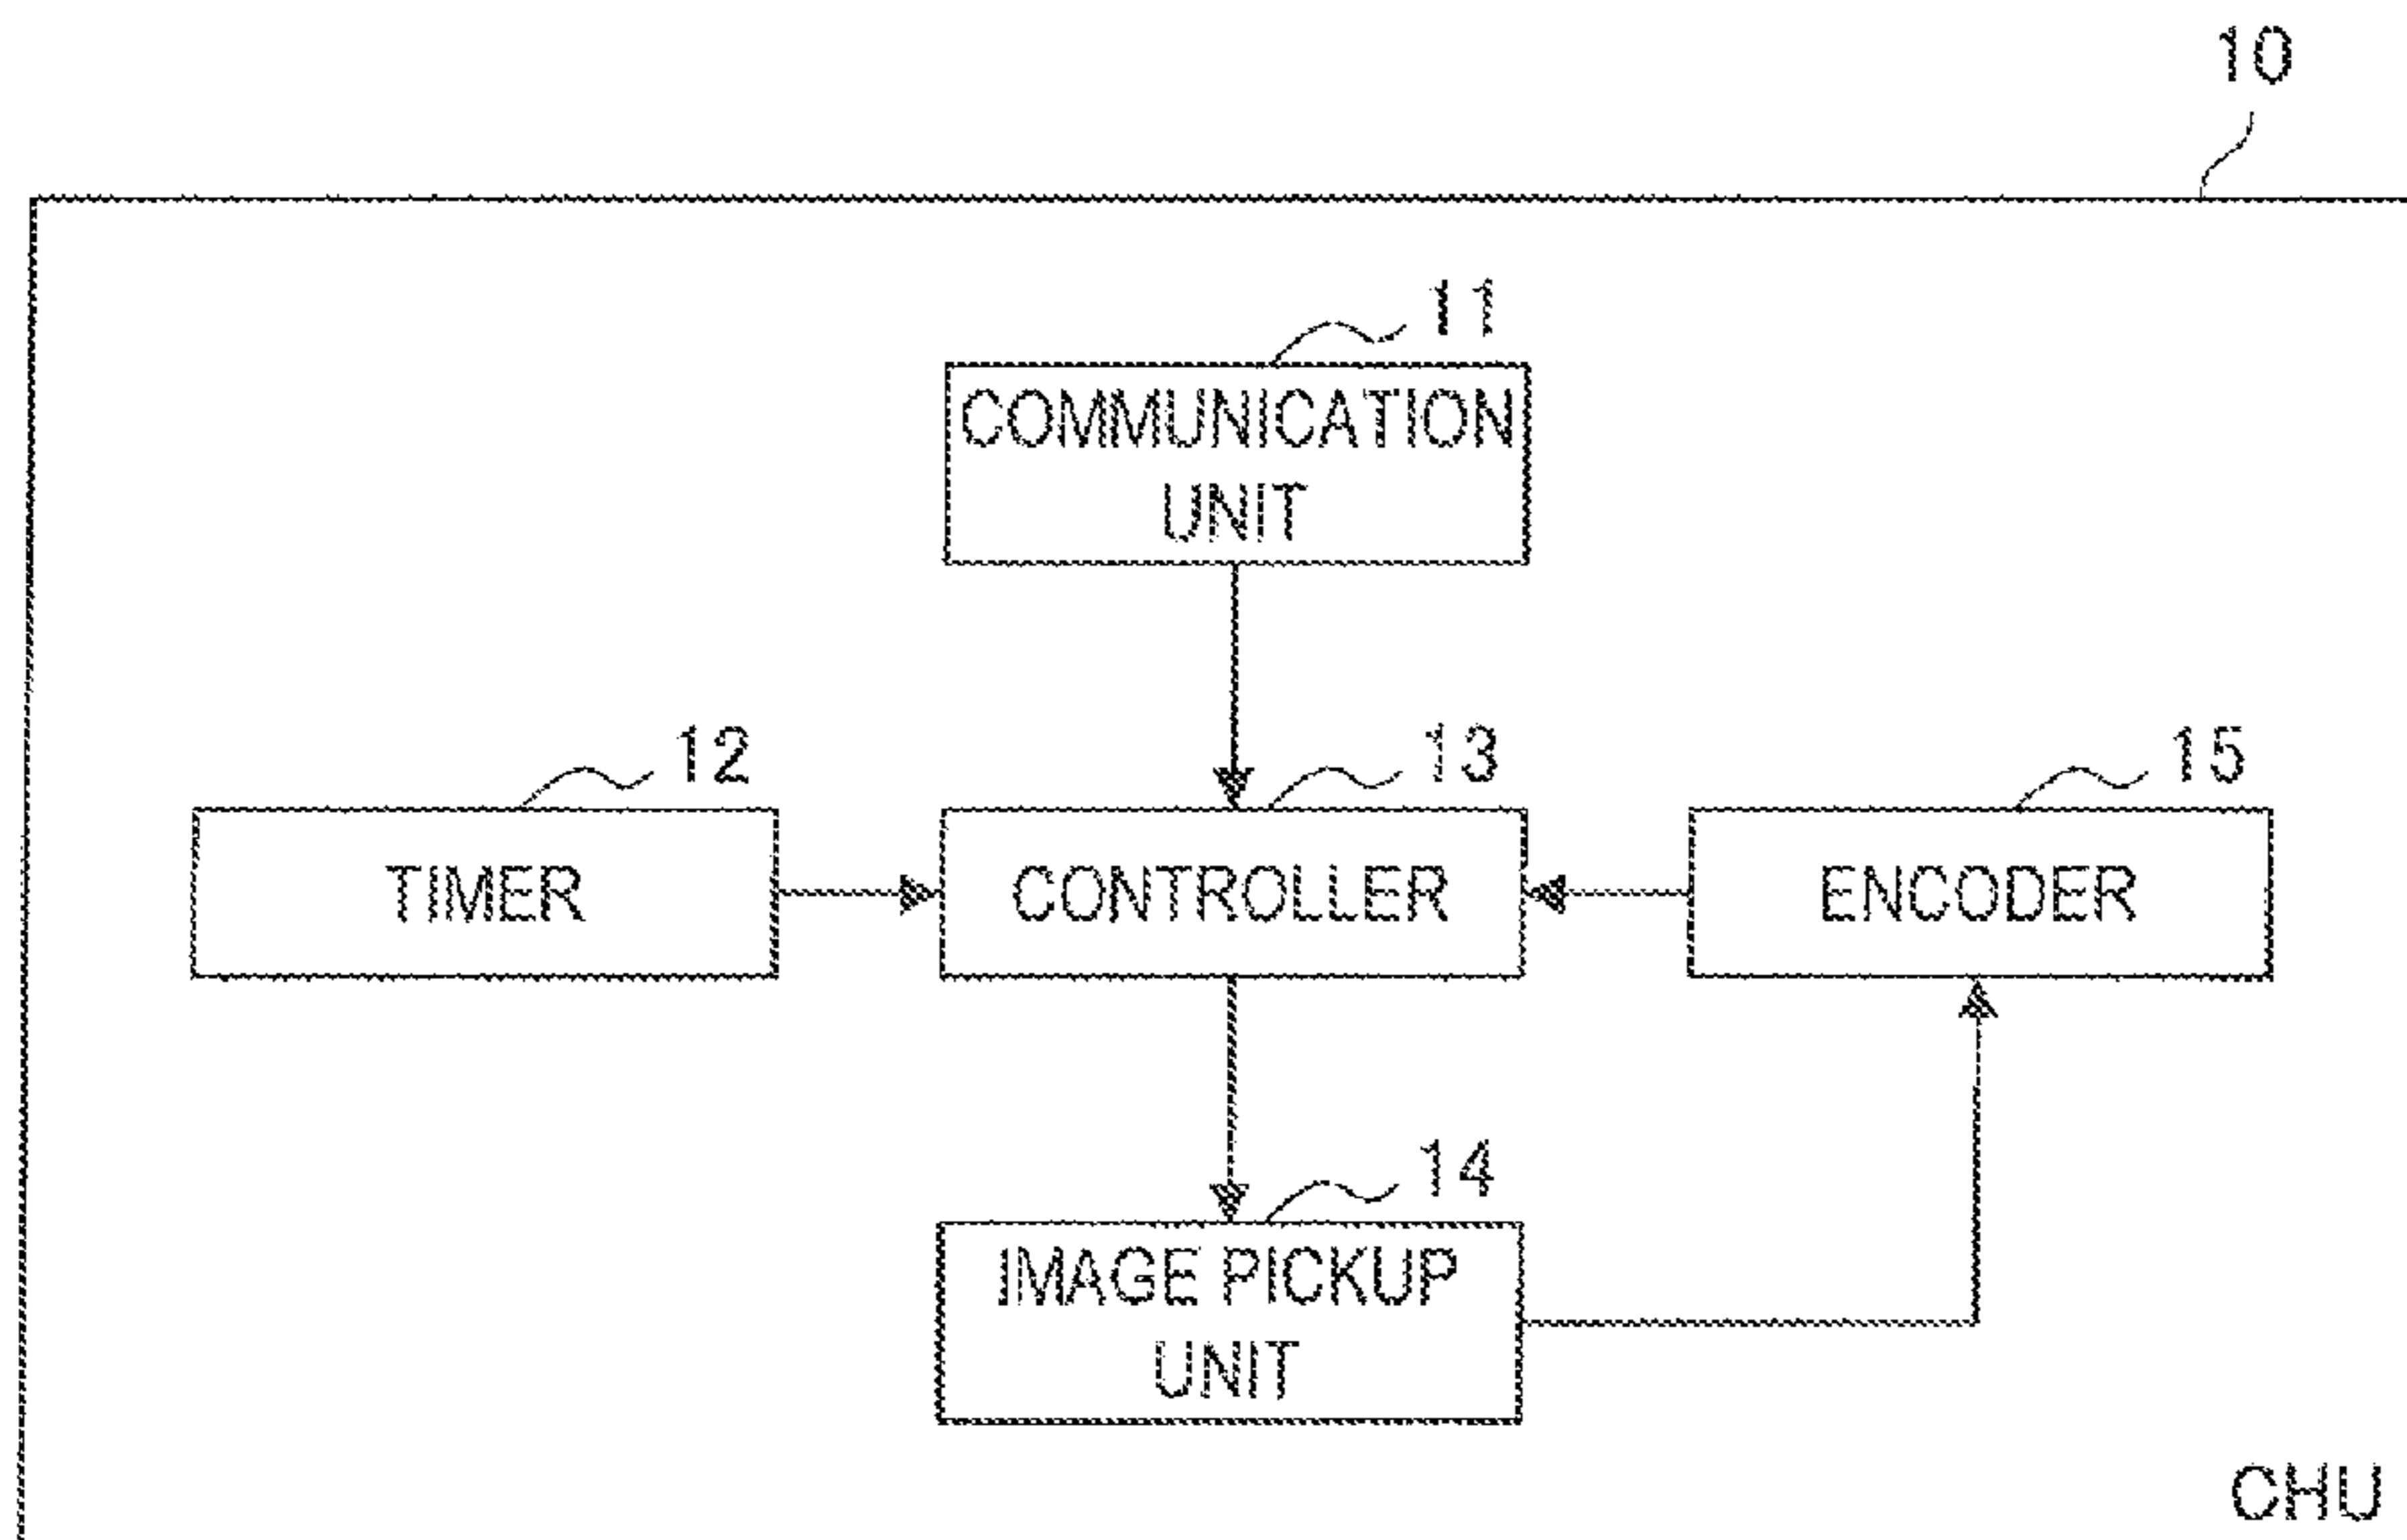 10
11
COMMUNICATION
UNIT
12
13
15
TIMER
CONTROLLER
ENCODER
14
IMAGE PICKUP
UNIT
CHU